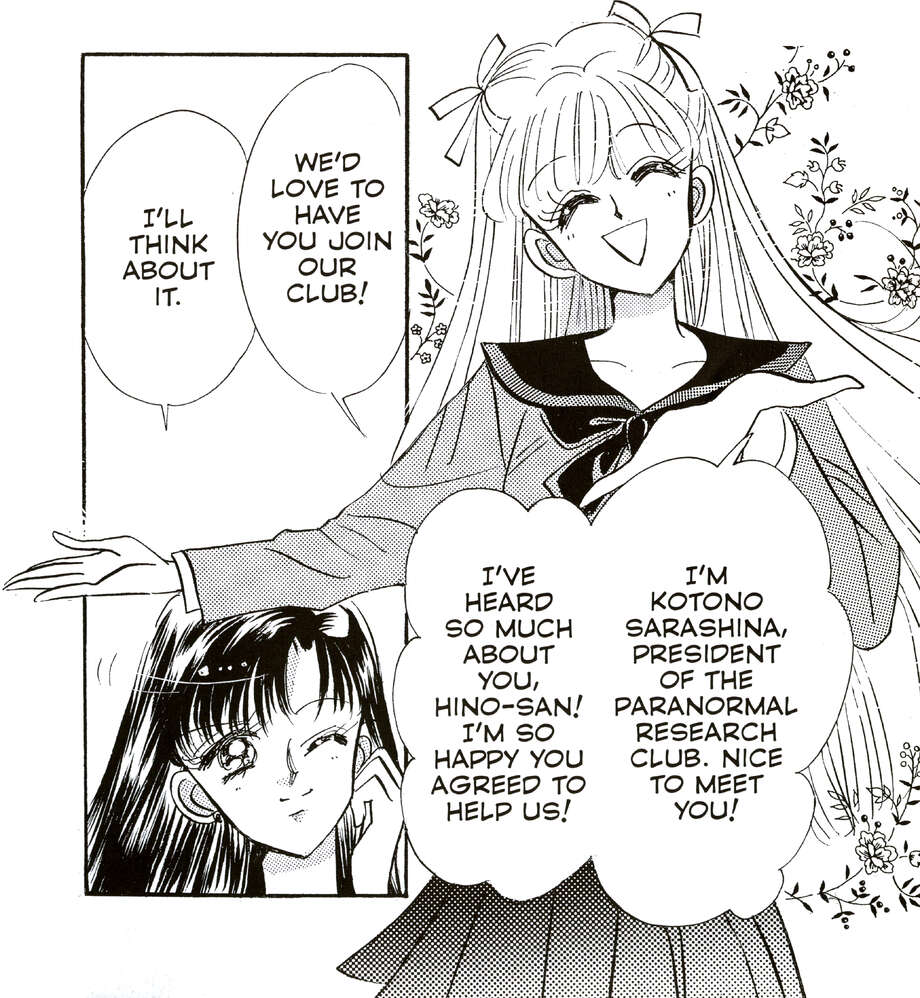 I'M
KOTONO
SARASHINA,
PRESIDENT
OF THE
PARANORMAL
RESEARCH
CLUB. NICE
TO MEET
YOU!
I'VE
HEARD
SO MUCH
ABOUT
YOU,
HINO-SAN!
I'M SO
HAPPY YOU
AGREED TO
HELP US!
WE'D
LOVE TO
HAVE
YOU JOIN
OUR
CLUB!
I'LL
THINK
ABOUT
IT.